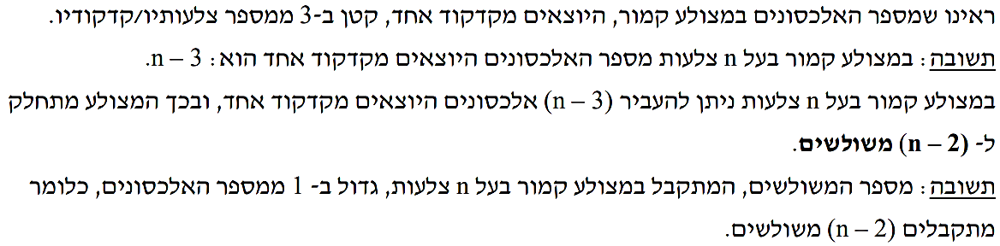 ראינו שמספר האלכסונים במצולע קמור, היוצאים מקדקוד אחד, קטן ב-3 ממספר צלעותיו/קדקודיו.
תשובה: במצולע קמור בעל n צלעות מספר האלכסונים היוצאים מקדקוד אחד הוא: n – 3.
במצולע קמור בעל n צלעות ניתן להעביר (n – 3) אלכסונים היוצאים מקדקוד אחד, ובכך המצולע מתחלק
ל- (n – 2) משולשים.
תשובה: מספר המשולשים, המתקבל במצולע קמור בעל n צלעות, גדול ב- 1 ממספר האלכסונים, כלומר
מתקבלים (n – 2) משולשים.